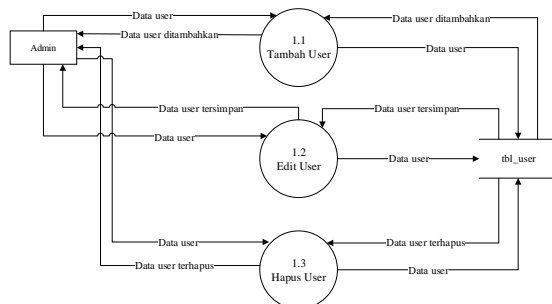 Data user
Data user ditambahkan
Data user ditambahkan
Admin
1.1
Tambah User
Data user
Data user tersimpan
Data user tersimpan
Data user
1.2
Edit User
Data user
tbl_user
Data user
Data user terhapus
Data user terhapus
1.3
Hapus User
Data user